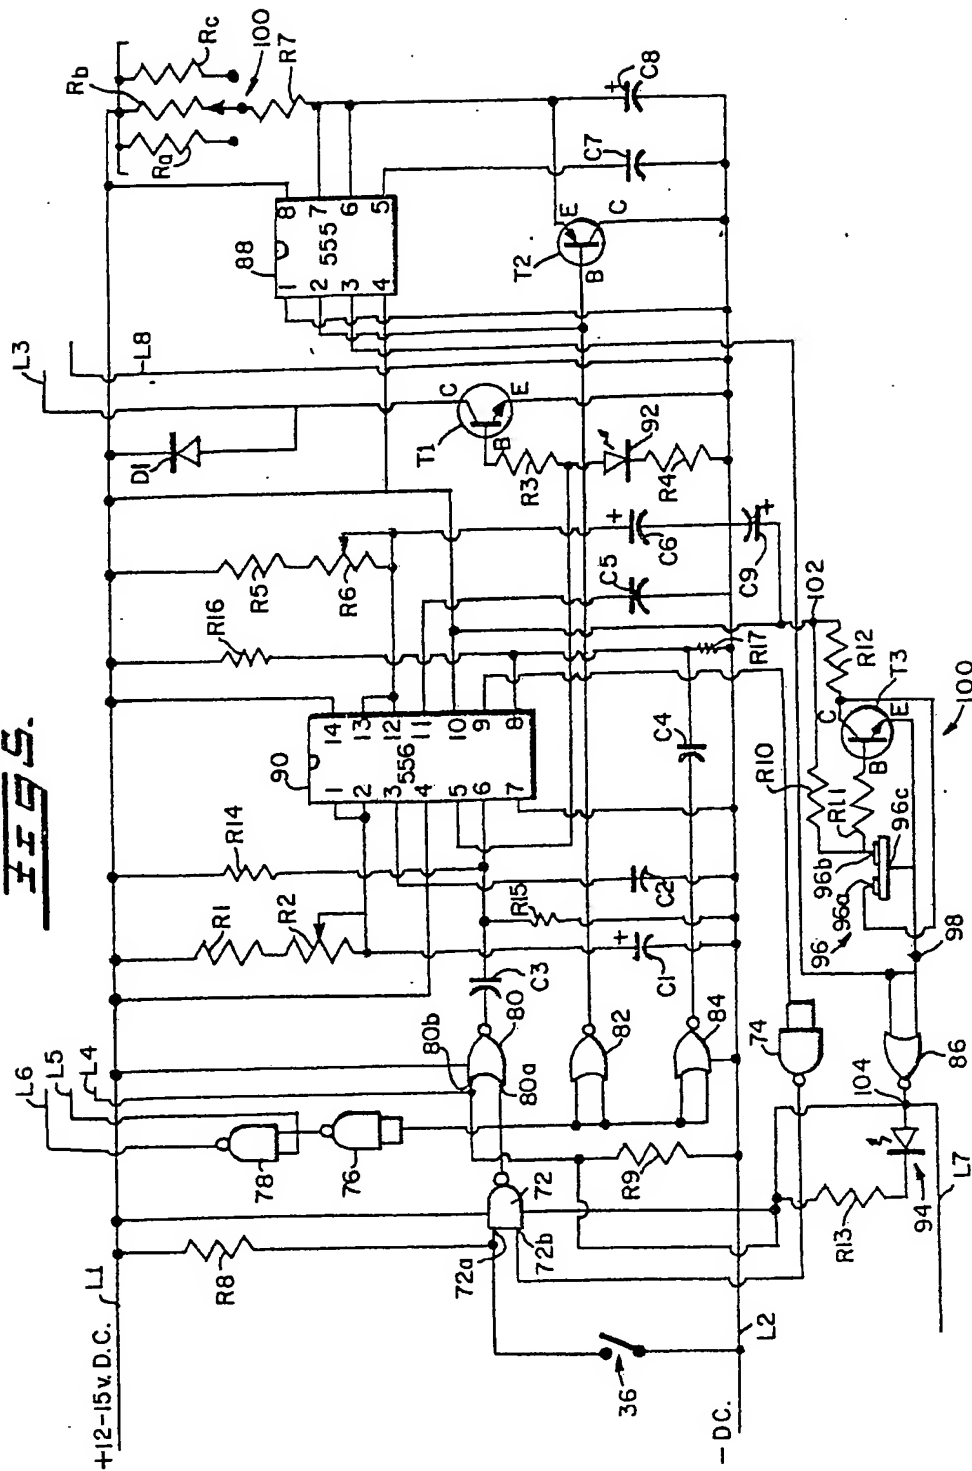 FIG 5.
+12-15v. D.C.
L1
L6
L5
L4
L3
L8
Rb
Rc
Ra
100
R7
D1
R8
78
76
R1
R2
R14
R16
R5
R6
90
556
1
2
3
4
5
6
7
14
13
12
11
10
9
8
88
555
1
2
3
4
8
7
6
5
72a
72b
72
80b
80
80a
82
84
C3
R15
C1
+
C2
C4
R17
C5
C6
+
C9
+
T1
B
C
E
R3
92
R4
T2
B
E
C
C7
C8
+
36
R9
- D.C.
L2
R13
94
104
L7
74
86
98
96
96a
96b
96c
R10
R11
R12
102
T3
B
C
E
100